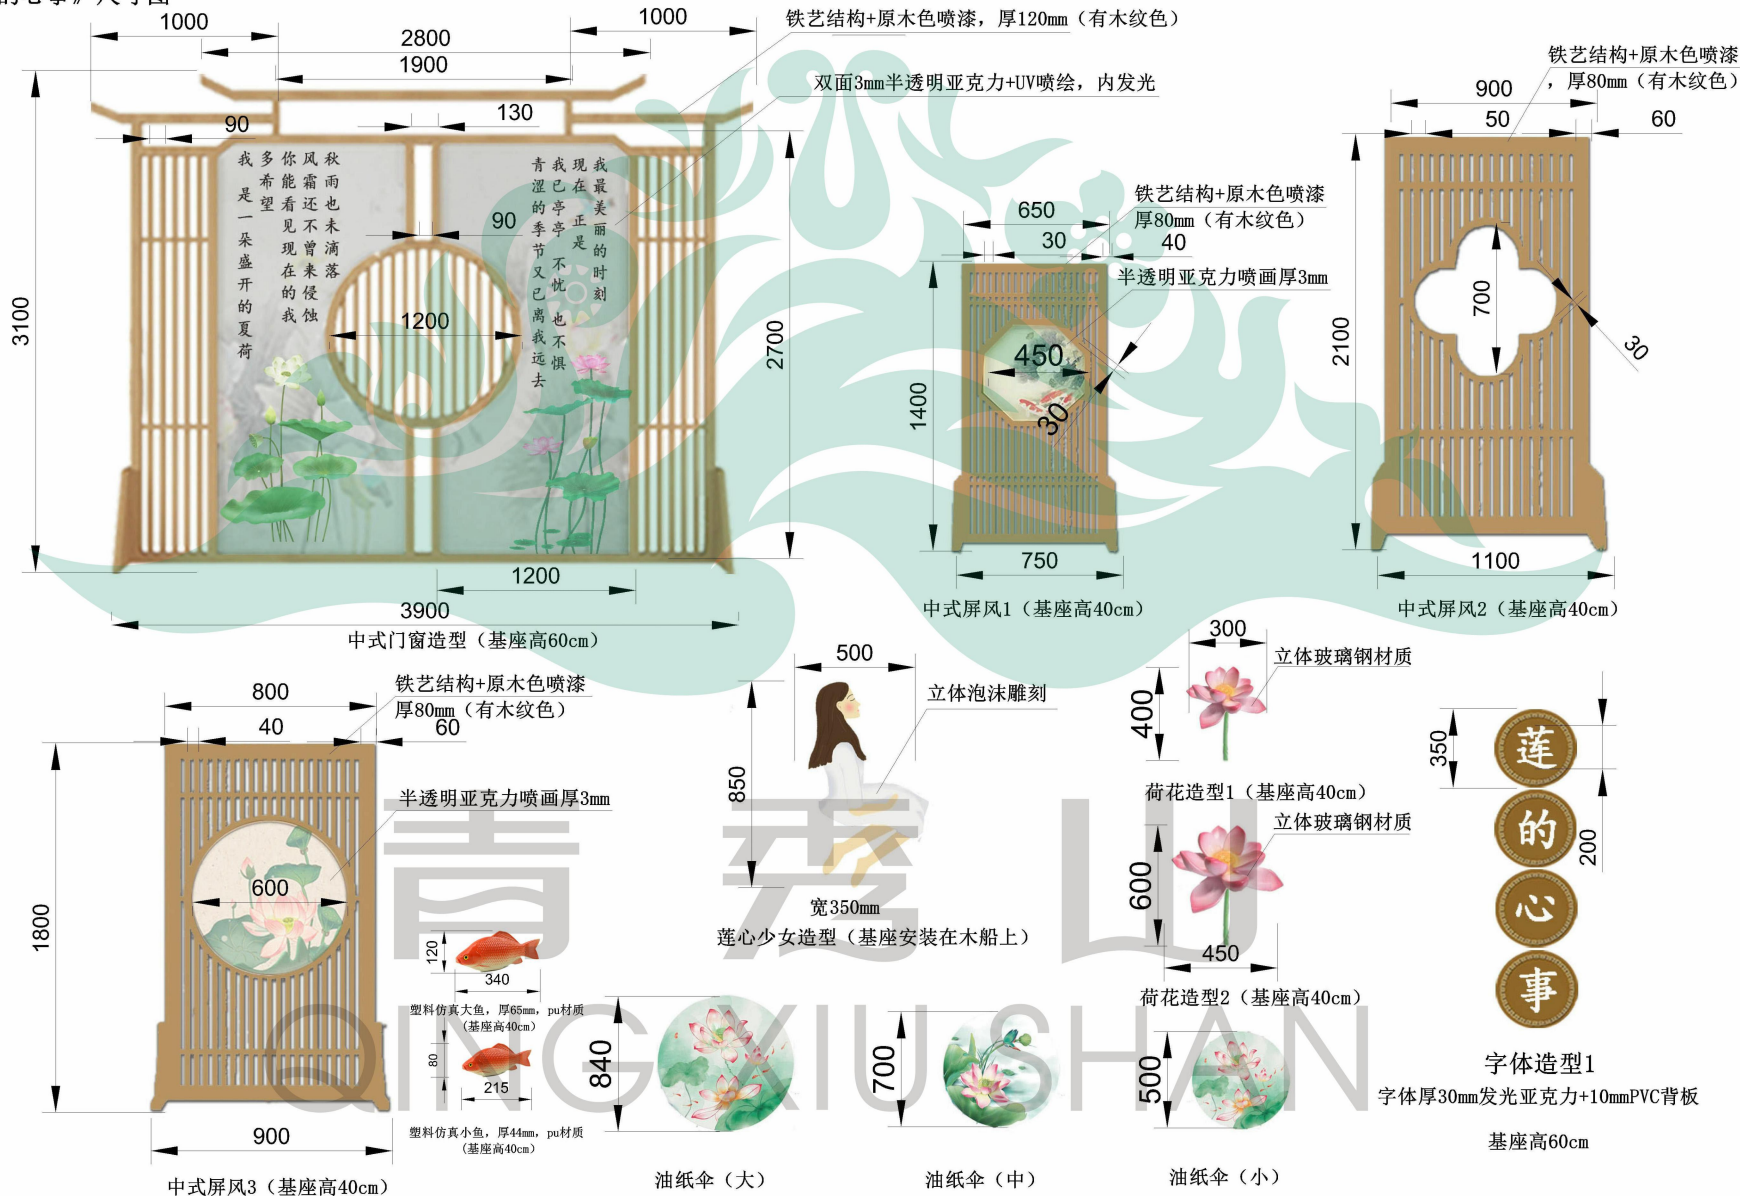 的心事》尺寸图
1000
2800
1900
1000
铁艺结构+原木色喷漆，厚120mm（有木纹色）
双面3mm半透明亚克力+UV喷绘，内发光
90
130
90
3100
1200
2700
秋雨也未滴落
风霜还不曾来侵蚀
你能看见现在的我
多希望
我 是一朵盛开的夏荷
我最美丽的时刻
现在 正是
我已亭亭 不忧 也不惧
青涩的季节又已离我远去
1200
3900
中式门窗造型（基座高60cm）
650
30
40
铁艺结构+原木色喷漆
厚80mm（有木纹色）
半透明亚克力喷画厚3mm
1400
450
30
750
中式屏风1（基座高40cm）
铁艺结构+原木色喷漆
，厚80mm（有木纹色）
900
50
60
2100
700
30
1100
中式屏风2（基座高40cm）
800
40
60
铁艺结构+原木色喷漆
厚80mm（有木纹色）
半透明亚克力喷画厚3mm
1800
600
900
中式屏风3（基座高40cm）
120
340
塑料仿真大鱼，厚65mm，pu材质
（基座高40cm）
80
215
塑料仿真小鱼，厚44mm，pu材质
（基座高40cm）
500
850
立体泡沫雕刻
宽350mm
莲心少女造型（基座安装在木船上）
300
400
立体玻璃钢材质
荷花造型1（基座高40cm）
600
立体玻璃钢材质
450
荷花造型2（基座高40cm）
840
油纸伞（大）
700
油纸伞（中）
500
油纸伞（小）
350
200
莲
的
心
事
字体造型1
字体厚30mm发光亚克力+10mmPVC背板
基座高60cm
青秀山
QING XIU SHAN